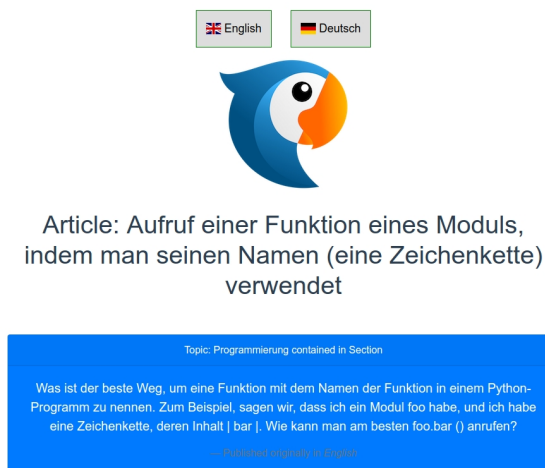 English
Deutsch
Article: Aufruf einer Funktion eines Moduls,
indem man seinen Namen (eine Zeichenkette)
verwendet
Topic: Programmierung contained in Section
Was ist der beste Weg, um eine Funktion mit dem Namen der Funktion in einem Python-
Programm zu nennen. Zum Beispiel, sagen wir, dass ich ein Modul foo habe, und ich habe
eine Zeichenkette, deren Inhalt | bar |. Wie kann man am besten foo.bar () anrufen?
— Published originally in English